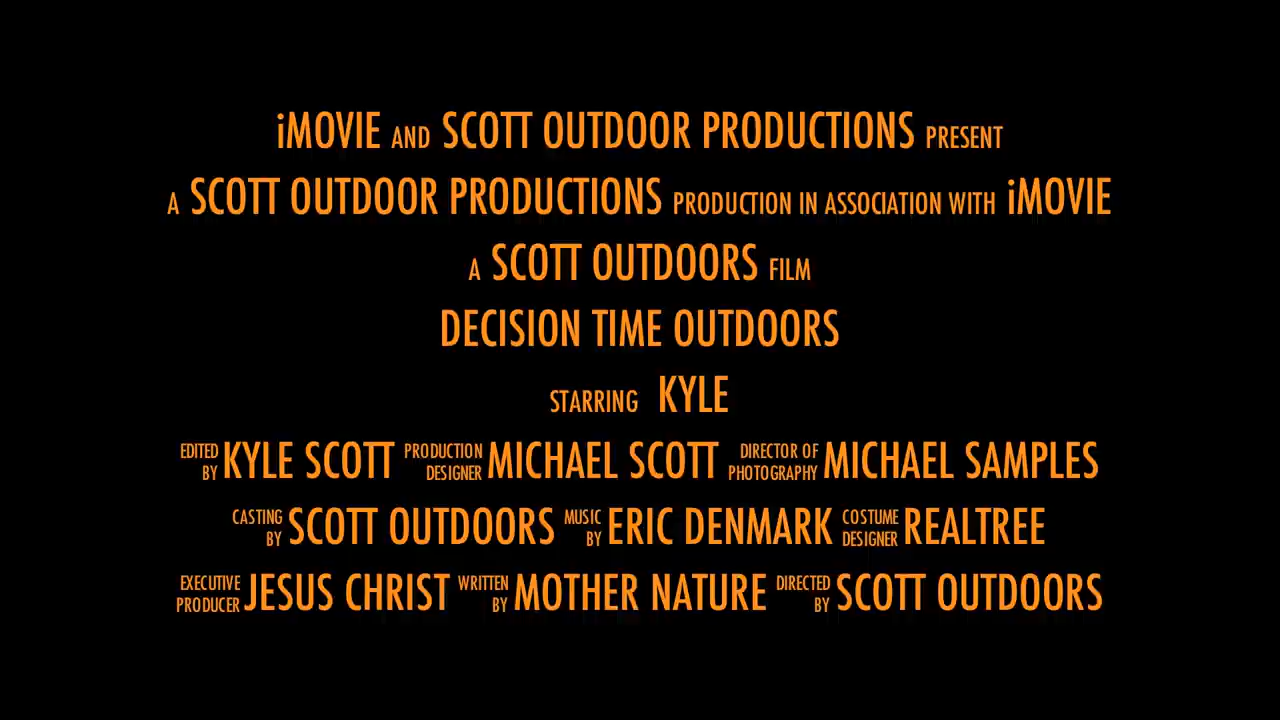 iMOVIE AND SCOTT OUTDOOR PRODUCTIONS PRESENT
A SCOTT OUTDOOR PRODUCTIONS PRODUCTION IN ASSOCIATION WITH iMOVIE
A SCOTT OUTDOORS FILM
DECISION TIME OUTDOORS
STARRING KYLE
EDITED BY KYLE SCOTT PRODUCTION DESIGNER MICHAEL SCOTT DIRECTOR OF PHOTOGRAPHY MICHAEL SAMPLES
CASTING BY SCOTT OUTDOORS MUSIC BY ERIC DENMARK COSTUME DESIGNER REALTREE
EXECUTIVE PRODUCER JESUS CHRIST WRITTEN BY MOTHER NATURE DIRECTED BY SCOTT OUTDOORS